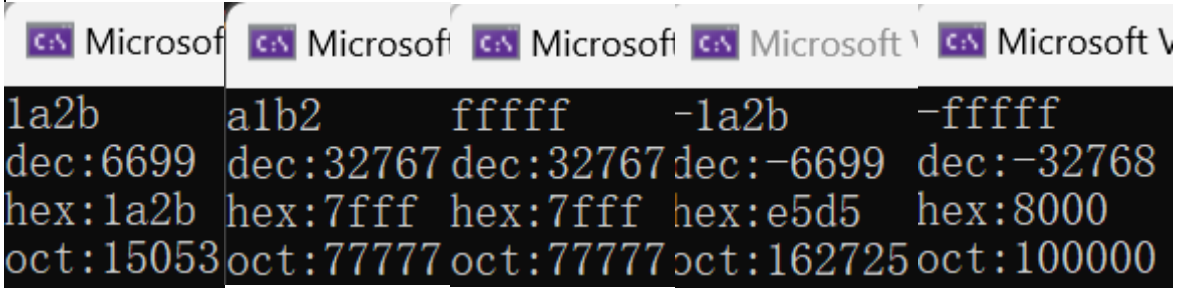 Microsof
1a2b
dec:6699
hex:1a2b
oct:15053
Microsoft
a1b2
dec:32767
hex:7fff
oct:77777
Microsoft
fffff
dec:32767
hex:7fff
oct:77777
Microsoft V
-1a2b
dec:-6699
hex:e5d5
oct:162725
Microsoft V
-fffff
dec:-32768
hex:8000
oct:100000